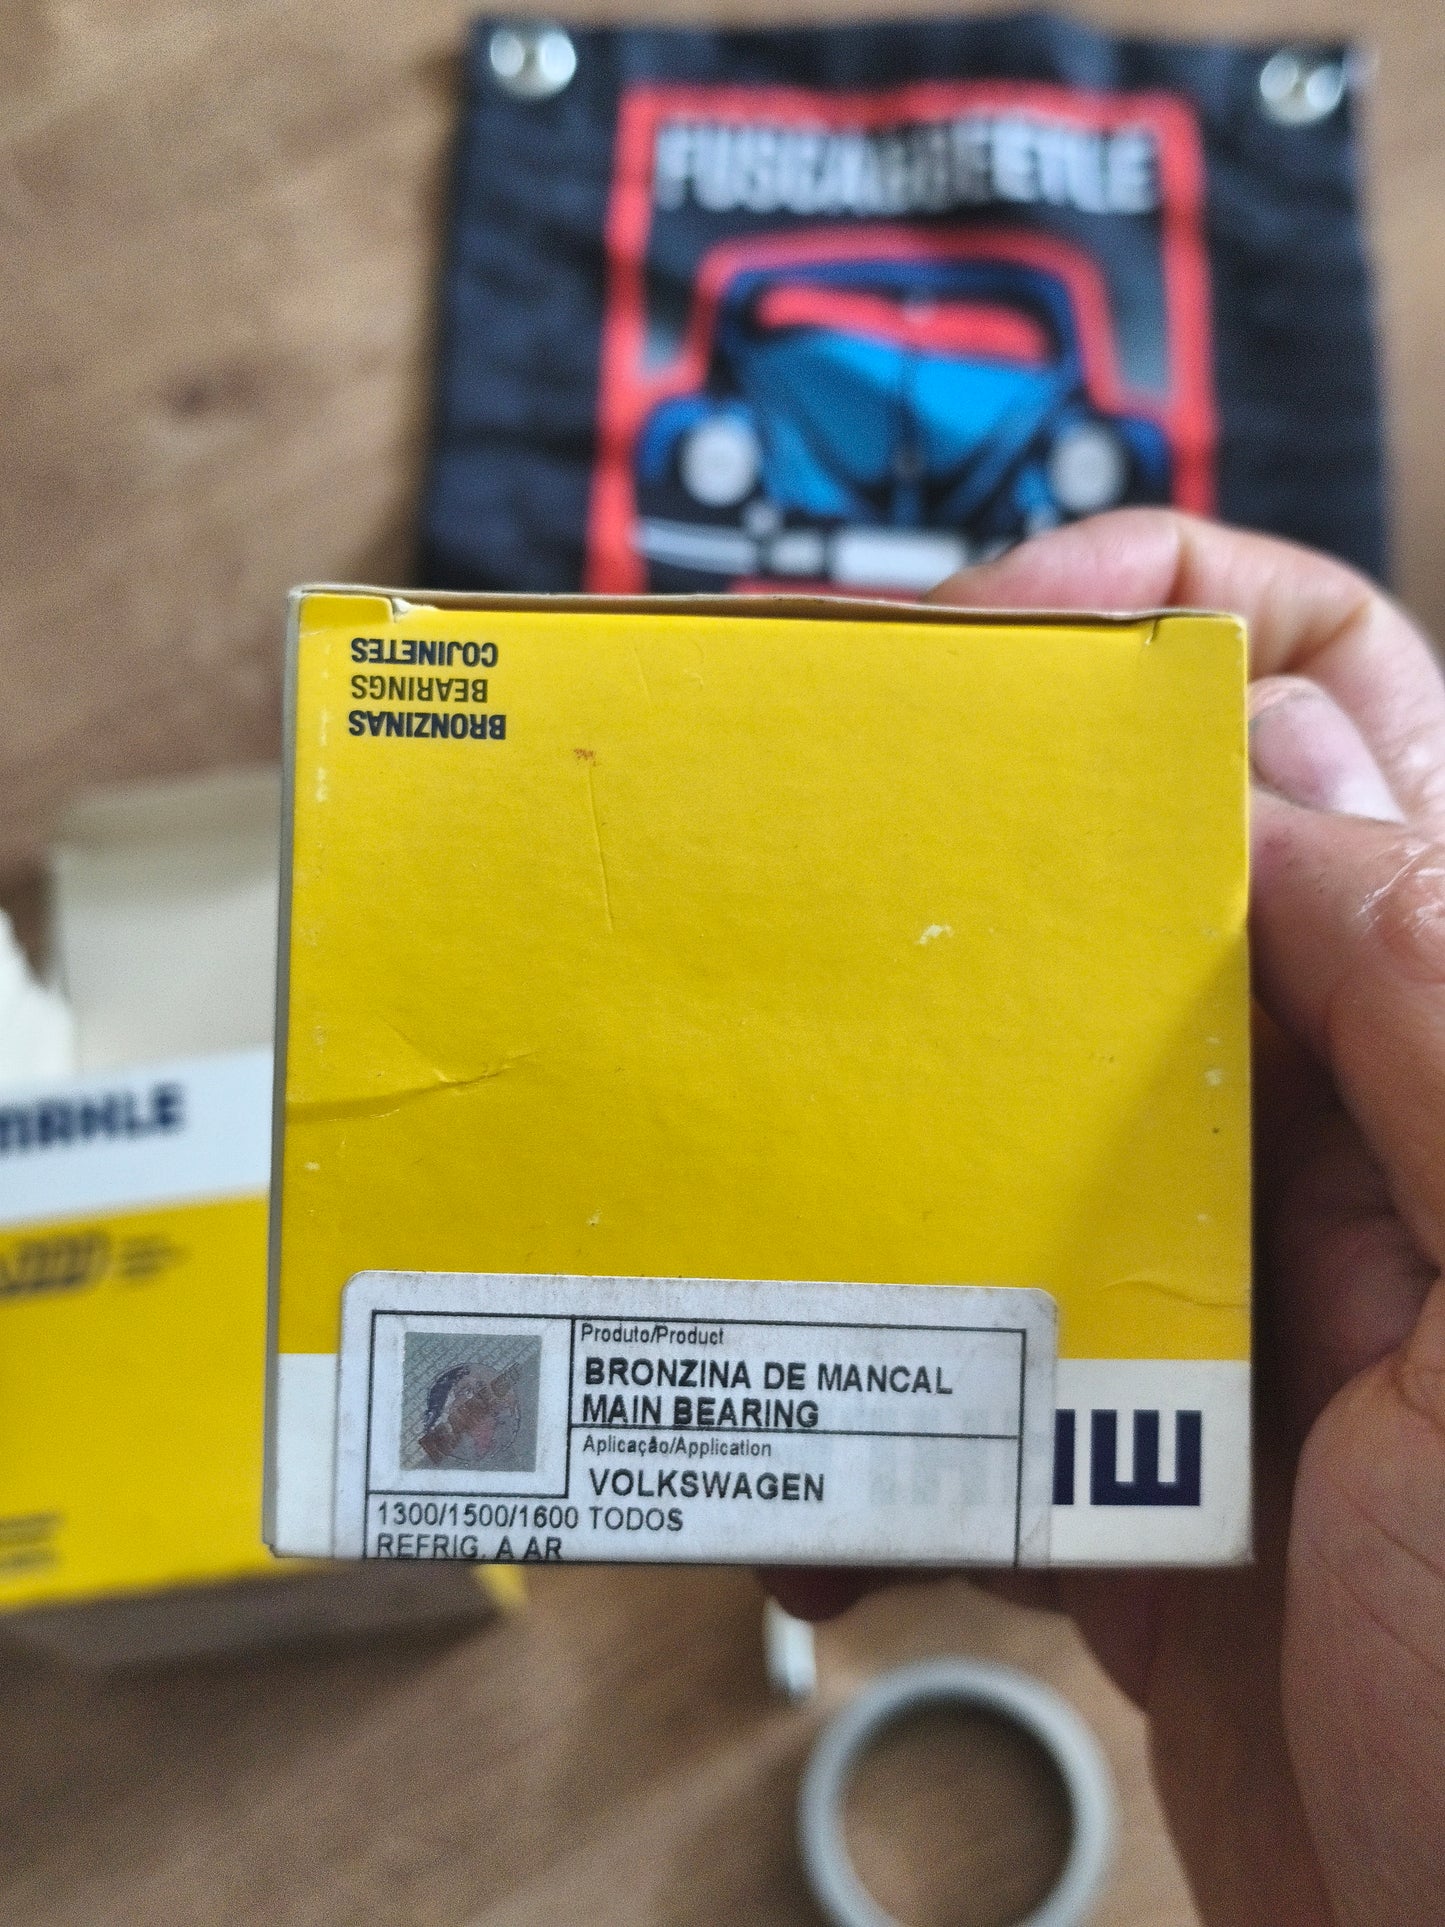 COJINETES
BEARINGS
BRONZINAS
MAHLE
Produto/Product
BRONZINA DE MANCAL
MAIN BEARING
Aplicação/Application
VOLKSWAGEN
1300/1500/1600 TODOS
REFRIG. A AR